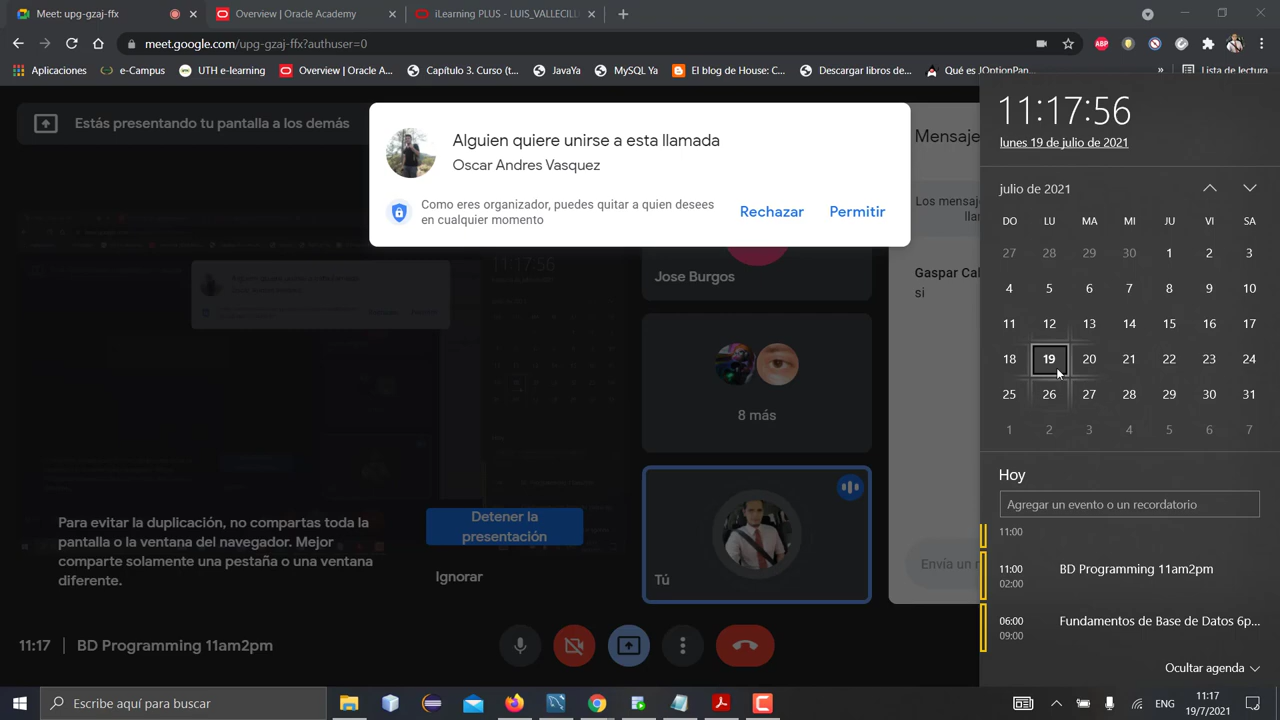 Meet: upg-gzaj-ffx
Overview | Oracle Academy
iLearning PLUS - LUIS_VALLECILL
meet.google.com/upg-gzaj-ffx?authuser=0
Aplicaciones
e-Campus
UTH e-learning
Overview | Oracle A...
Capítulo 3. Curso (t...
JavaYa
MySQL Ya
El blog de House: C...
Descargar libros de...
Qué es JOptionPan...
»
Lista de lectura
Estás presentando tu pantalla a los demás
Alguien quiere unirse a esta llamada
Oscar Andres Vasquez
Como eres organizador, puedes quitar a quien desees
en cualquier momento
Rechazar
Permitir
Mensaje
Los mensaj
Gaspar Cal
si
Envía un m
Jose Burgos
8 más
Tú
Para evitar la duplicación, no compartas toda la
pantalla o la ventana del navegador. Mejor
comparte solamente una pestaña o una ventana
diferente.
Detener la
presentación
Ignorar
11:17 | BD Programming 11am2pm
11:17:56
lunes 19 de julio de 2021
julio de 2021
DO LU MA MI JU VI SA
27 28 29 30 1 2 3
4 5 6 7 8 9 10
11 12 13 14 15 16 17
18 19 20 21 22 23 24
25 26 27 28 29 30 31
1 2 3 4 5 6 7
Hoy
Agregar un evento o un recordatorio
11:00
11:00 BD Programming 11am2pm
02:00
06:00 Fundamentos de Base de Datos 6p...
09:00
Ocultar agenda
Escribe aquí para buscar
ENG
11:17
19/7/2021